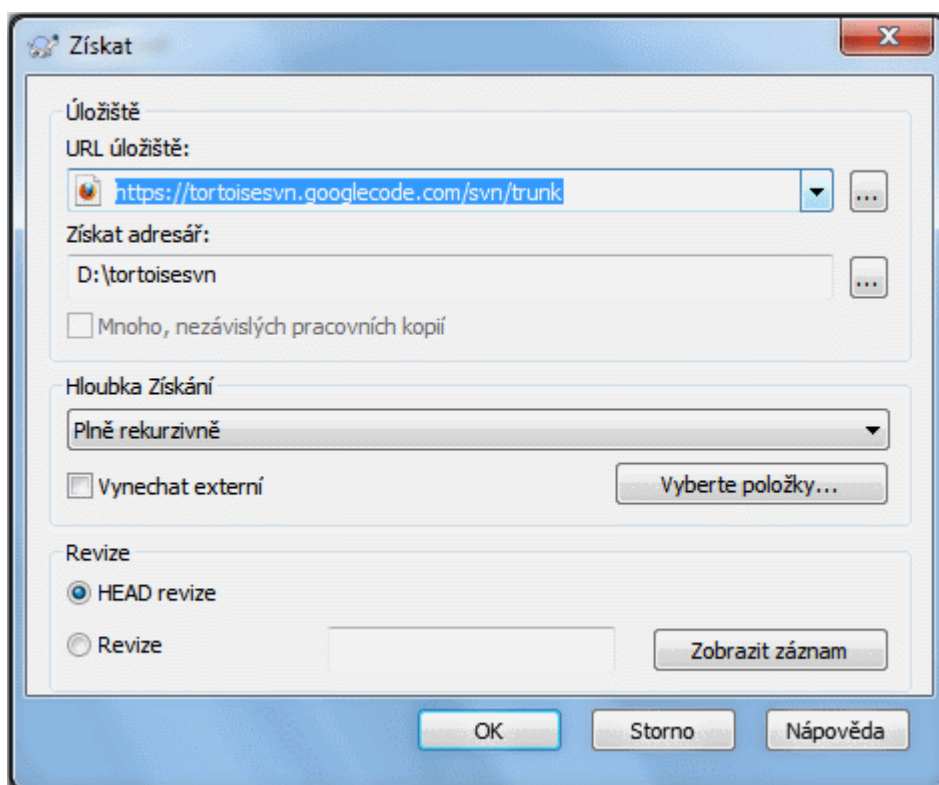 Získat
Úložiště
URL úložiště:
https://tortoisesvn.googlecode.com/svn/trunk
...
Získat adresář:
D:\tortoisesvn
...
Mnoho, nezávislých pracovních kopií
Hloubka Získání
Plně rekurzivně
Vynechat externí
Vyberte položky...
Revize
HEAD revize
Revize
Zobrazit záznam
OK
Storno
Nápověda